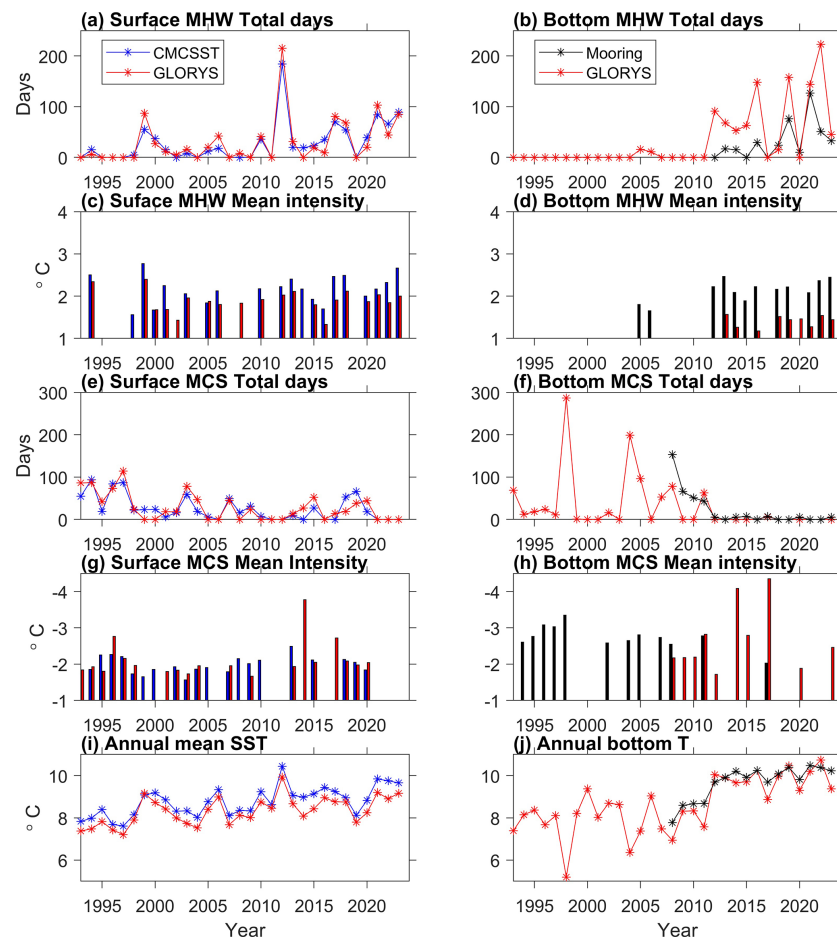 (a) Surface MHW Total days
(b) Bottom MHW Total days
200
100
0
Days
CMCSST
GLORYS
1995 2000 2005 2010 2015 2020
200
100
0
Mooring
GLORYS
1995 2000 2005 2010 2015 2020
(c) Suface MHW Mean intensity
(d) Bottom MHW Mean intensity
4
3
2
1
° C
1995 2000 2005 2010 2015 2020
4
3
2
1
1995 2000 2005 2010 2015 2020
(e) Surface MCS Total days
(f) Bottom MCS Total days
300
200
100
0
Days
1995 2000 2005 2010 2015 2020
300
200
100
0
1995 2000 2005 2010 2015 2020
(g) Surface MCS Mean Intensity
(h) Bottom MCS Mean intensity
-4
-3
-2
-1
° C
1995 2000 2005 2010 2015 2020
-4
-3
-2
-1
1995 2000 2005 2010 2015 2020
(i) Annual mean SST
(j) Annual bottom T
10
8
6
° C
1995 2000 2005 2010 2015 2020
Year
10
8
6
1995 2000 2005 2010 2015 2020
Year